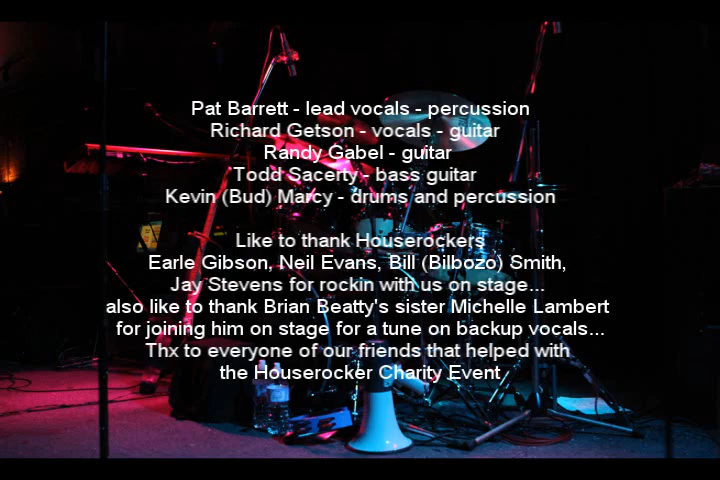 Pat Barrett - lead vocals - percussion
Richard Getson - vocals - guitar
Randy Gabel - guitar
Todd Sacerty - bass guitar
Kevin (Bud) Marcy - drums and percussion
Like to thank Houserockers
Earle Gibson, Neil Evans, Bill (Bilbozo) Smith,
Jay Stevens for rockin with us on stage...
also like to thank Brian Beatty's sister Michelle Lambert
for joining him on stage for a tune on backup vocals...
Thx to everyone of our friends that helped with
the Houserocker Charity Event